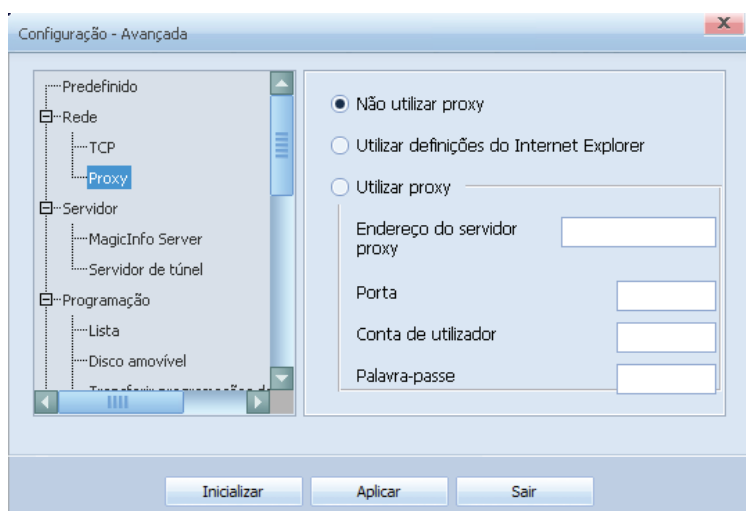 Configuração - Avançada
Predefinido
Rede
TCP
Proxy
Servidor
MagicInfo Server
Servidor de túnel
Programação
Lista
Disco amovível
Não utilizar proxy
Utilizar definições do Internet Explorer
Utilizar proxy
Endereço do servidor
proxy
Porta
Conta de utilizador
Palavra-passe
Inicializar
Aplicar
Sair